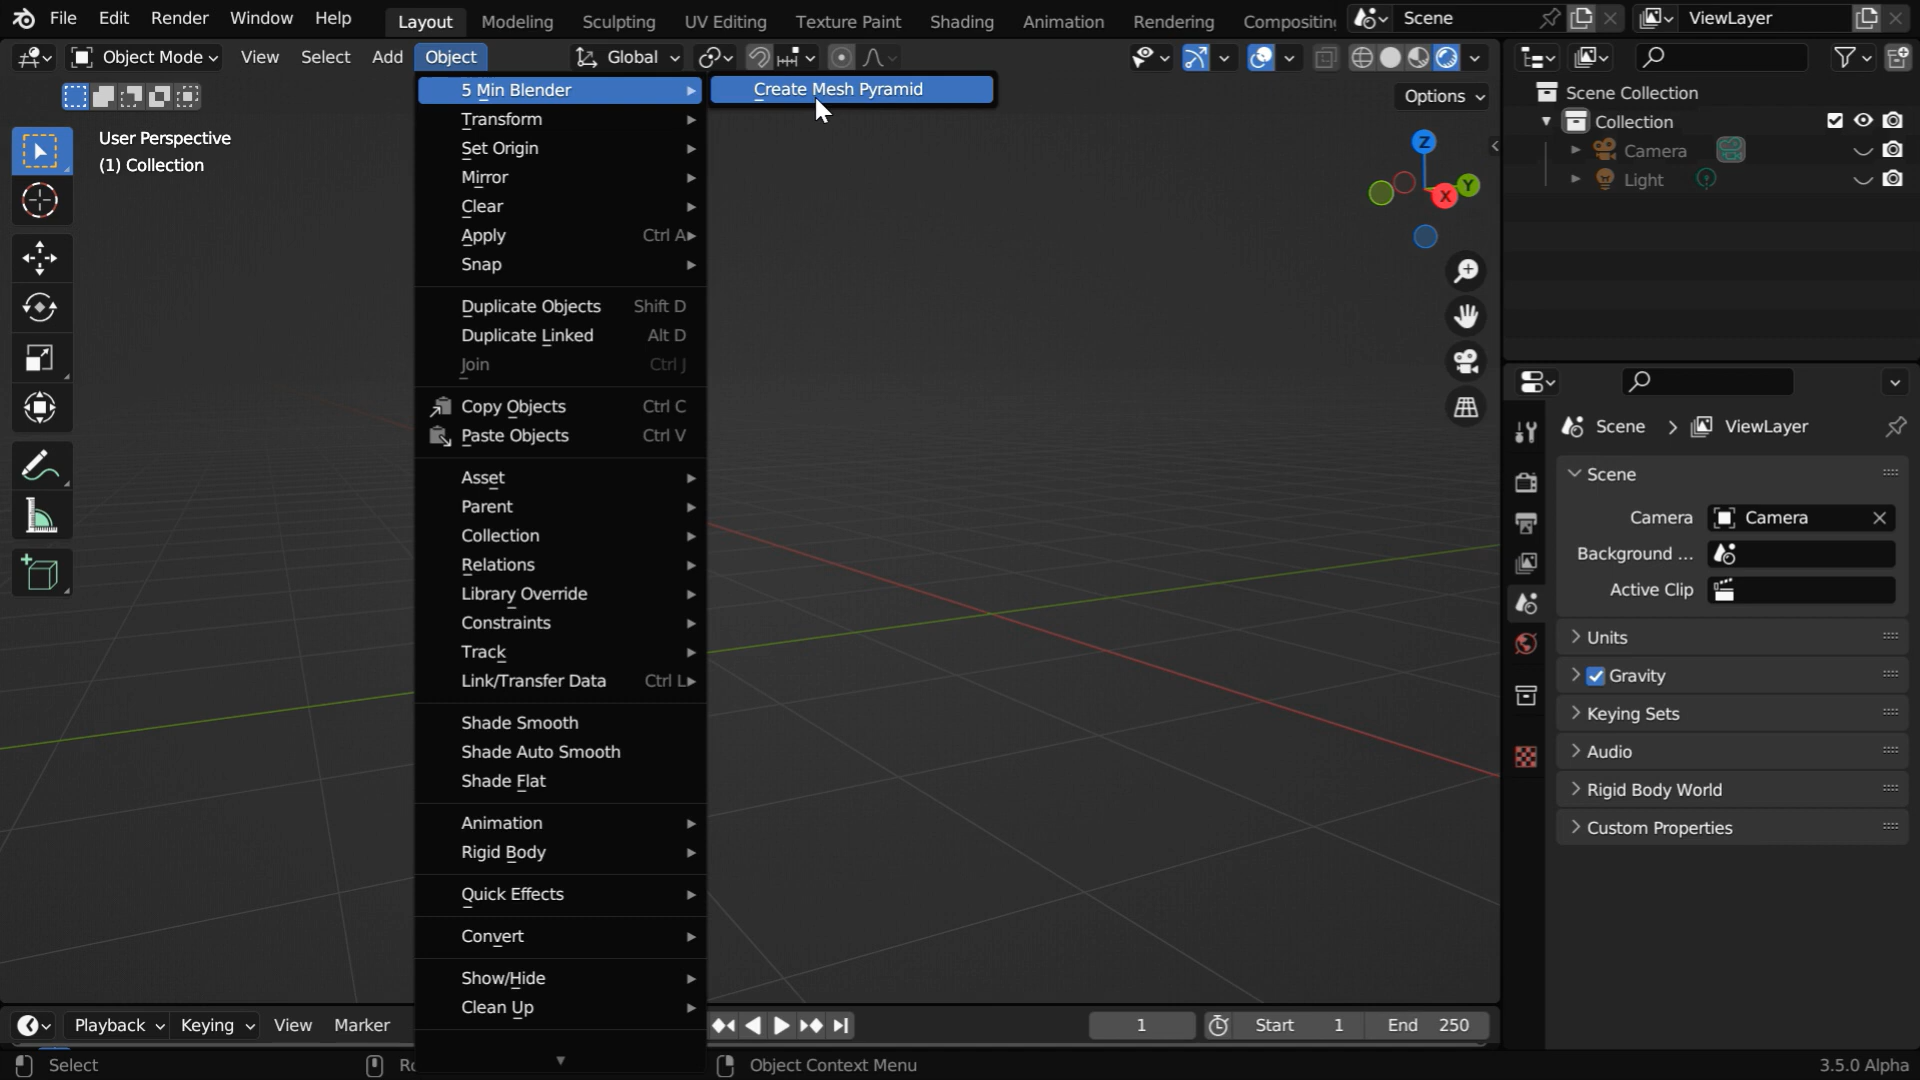 File Edit Render Window Help Layout Modeling Sculpting UV Editing Texture Paint Shading Animation Rendering Scene ViewLayer
Object Mode View Select Add Object Global
Options
User Perspective
(1) Collection
5 Min Blender
Transform
Set Origin
Mirror
Clear
Apply Ctrl A
Snap
Duplicate Objects Shift D
Duplicate Linked Alt D
Join Ctrl J
Copy Objects Ctrl C
Paste Objects Ctrl V
Asset
Parent
Collection
Relations
Library Override
Constraints
Track
Link/Transfer Data Ctrl L
Shade Smooth
Shade Auto Smooth
Shade Flat
Animation
Rigid Body
Quick Effects
Convert
Show/Hide
Clean Up
Create Mesh Pyramid
Z
Y
X
Scene Collection
Collection
Camera
Light
Scene > ViewLayer
Scene
Camera Camera
Background ...
Active Clip
Units
Gravity
Keying Sets
Audio
Rigid Body World
Custom Properties
Playback Keying View Marker 1 Start 1 End 250
Select Object Context Menu 3.5.0 Alpha